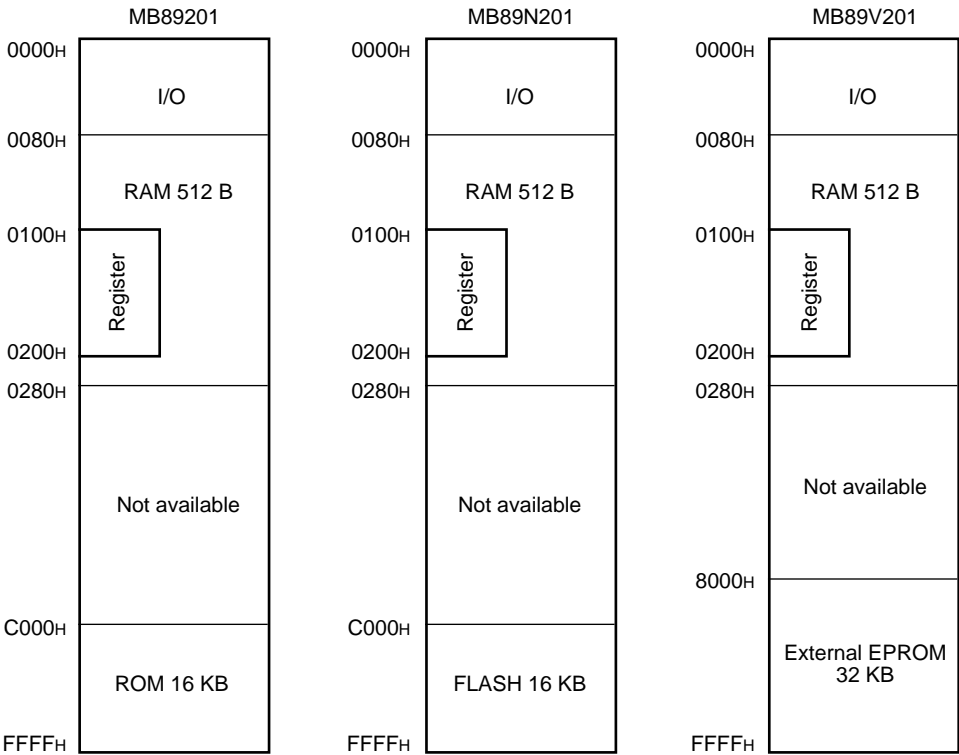 MB89201
0000H
I/O
0080H
RAM 512 B
0100H
Register
0200H
0280H
Not available
C000H
ROM 16 KB
FFFFH
MB89N201
0000H
I/O
0080H
RAM 512 B
0100H
Register
0200H
0280H
Not available
C000H
FLASH 16 KB
FFFFH
MB89V201
0000H
I/O
0080H
RAM 512 B
0100H
Register
0200H
0280H
Not available
8000H
External EPROM
32 KB
FFFFH